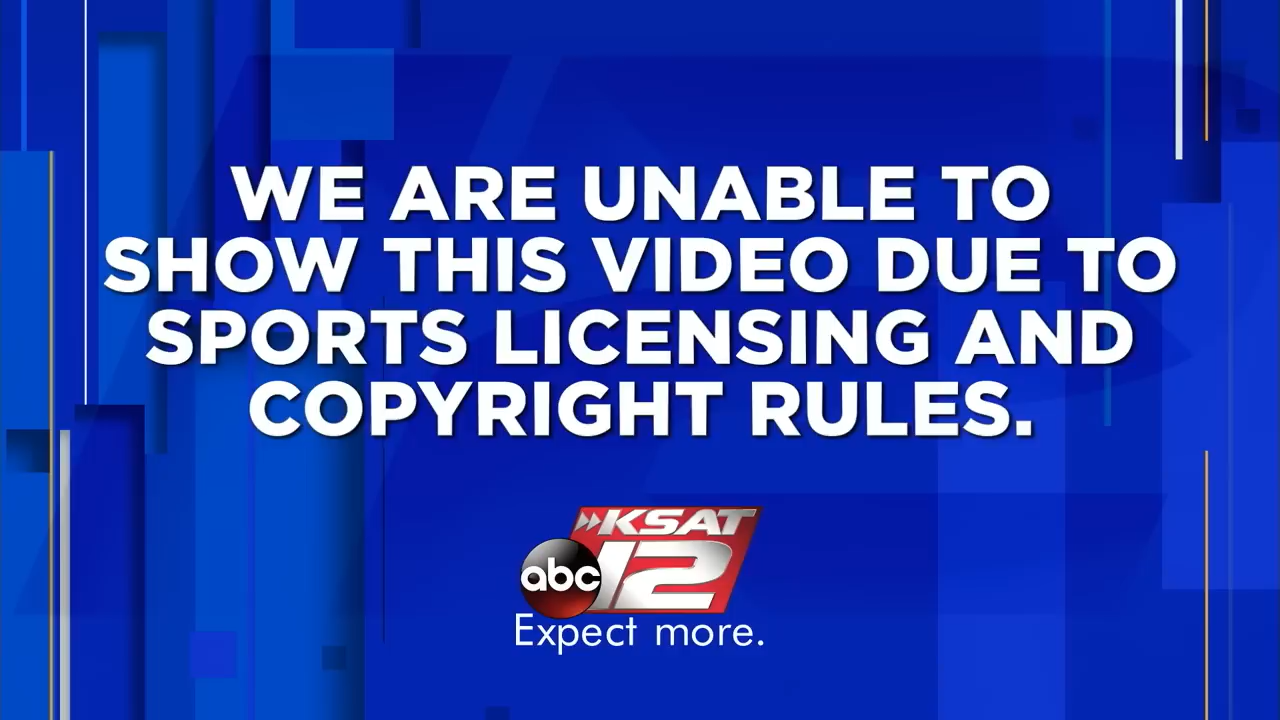 WE ARE UNABLE TO
SHOW THIS VIDEO DUE TO
SPORTS LICENSING AND
COPYRIGHT RULES.
KSAT
abc 12
Expect more.